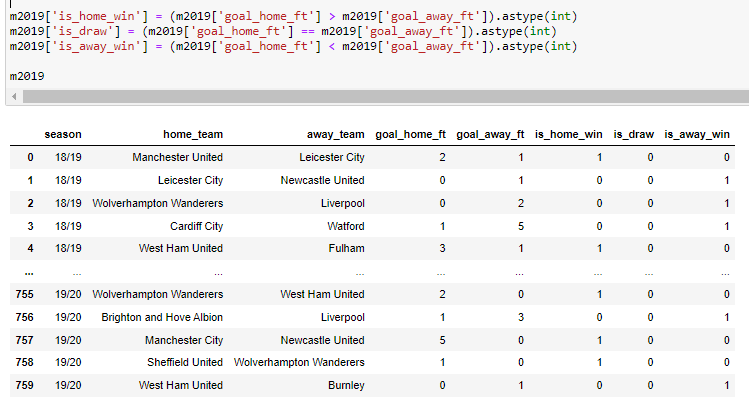 m2019['is_home_win'] = (m2019['goal_home_ft'] > m2019['goal_away_ft']).astype(int)
m2019['is_draw'] = (m2019['goal_home_ft'] == m2019['goal_away_ft']).astype(int)
m2019['is_away_win'] = (m2019['goal_home_ft'] < m2019['goal_away_ft']).astype(int)
m2019
season home_team away_team goal_home_ft goal_away_ft is_home_win is_draw is_away_win
0 18/19 Manchester United Leicester City 2 1 1 0 0
1 18/19 Leicester City Newcastle United 0 1 0 0 1
2 18/19 Wolverhampton Wanderers Liverpool 0 2 0 0 1
3 18/19 Cardiff City Watford 1 5 0 0 1
4 18/19 West Ham United Fulham 3 1 1 0 0
... ... ... ... ... ... ... ... ...
755 19/20 Wolverhampton Wanderers West Ham United 2 0 1 0 0
756 19/20 Brighton and Hove Albion Liverpool 1 3 0 0 1
757 19/20 Manchester City Newcastle United 5 0 1 0 0
758 19/20 Sheffield United Wolverhampton Wanderers 1 0 1 0 0
759 19/20 West Ham United Burnley 0 1 0 0 1